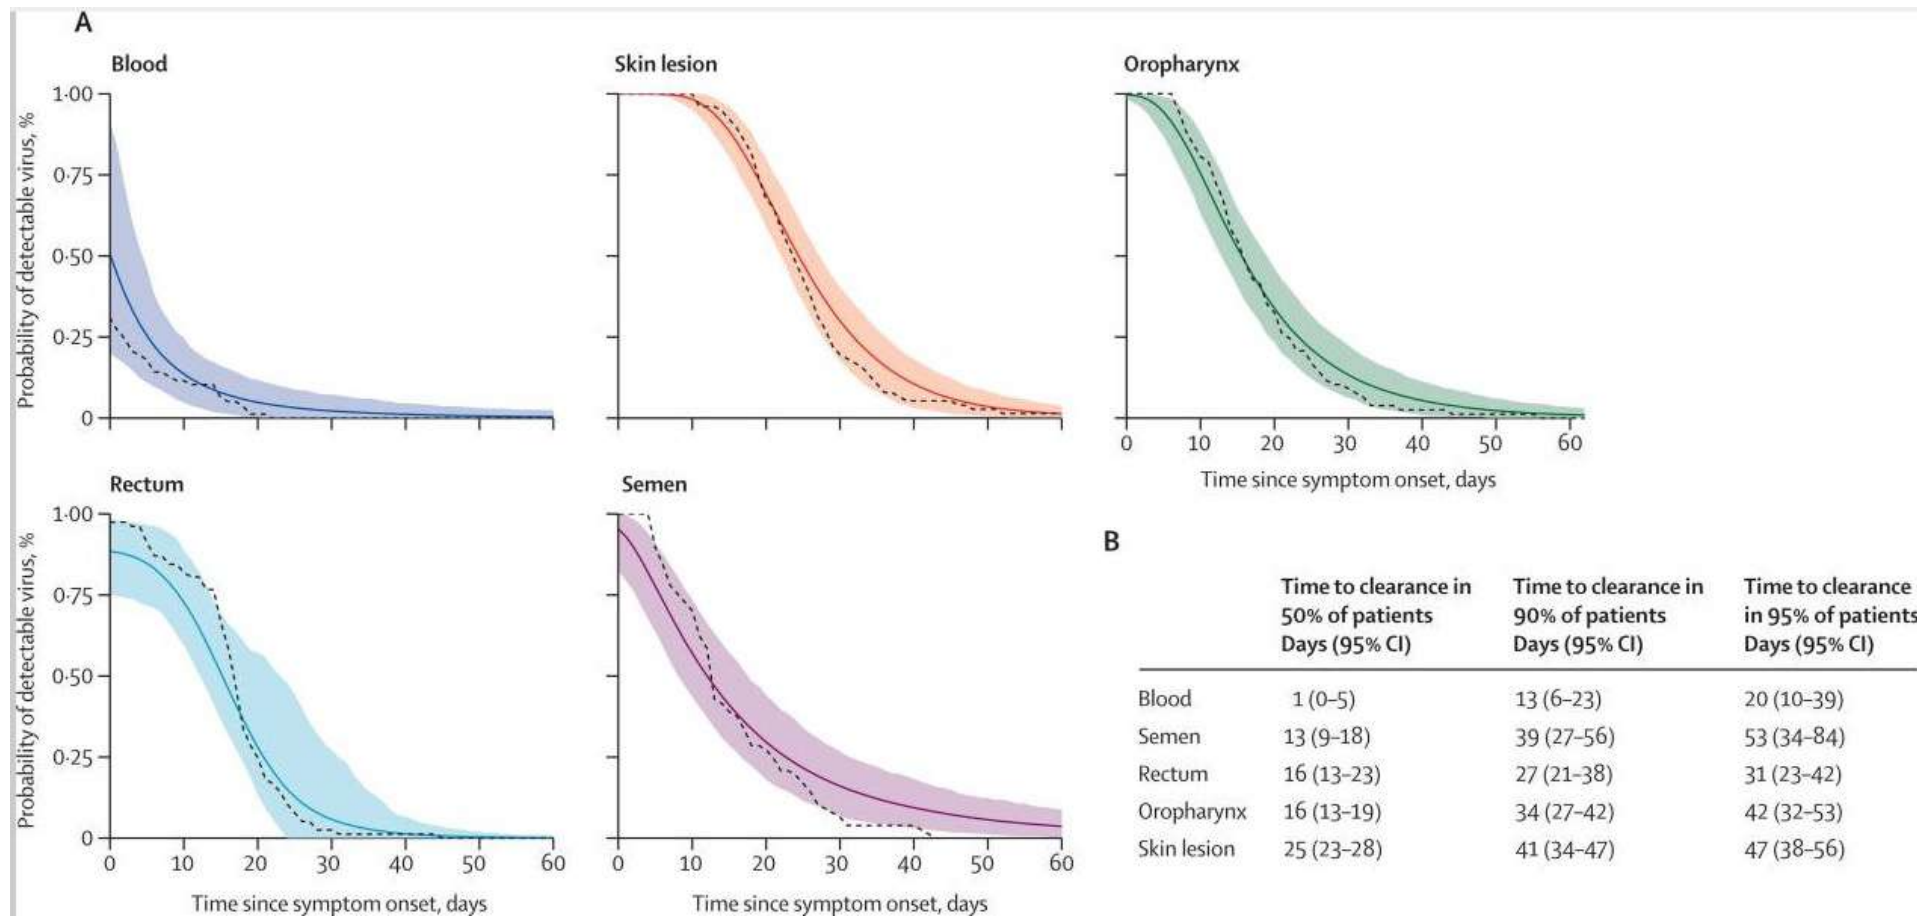 A
Blood
Skin lesion
Oropharynx
Probability of detectable virus, %
1·00
0·75
0·50
0·25
0
0 10 20 30 40 50 60
Time since symptom onset, days
Rectum
Semen
Probability of detectable virus, %
1·00
0·75
0·50
0·25
0
0 10 20 30 40 50 60
Time since symptom onset, days
0 10 20 30 40 50 60
Time since symptom onset, days
B
Time to clearance in 50% of patients Days (95% CI)
Time to clearance in 90% of patients Days (95% CI)
Time to clearance in 95% of patients Days (95% CI)
Blood 1 (0–5) 13 (6–23) 20 (10–39)
Semen 13 (9–18) 39 (27–56) 53 (34–84)
Rectum 16 (13–23) 27 (21–38) 31 (23–42)
Oropharynx 16 (13–19) 34 (27–42) 42 (32–53)
Skin lesion 25 (23–28) 41 (34–47) 47 (38–56)